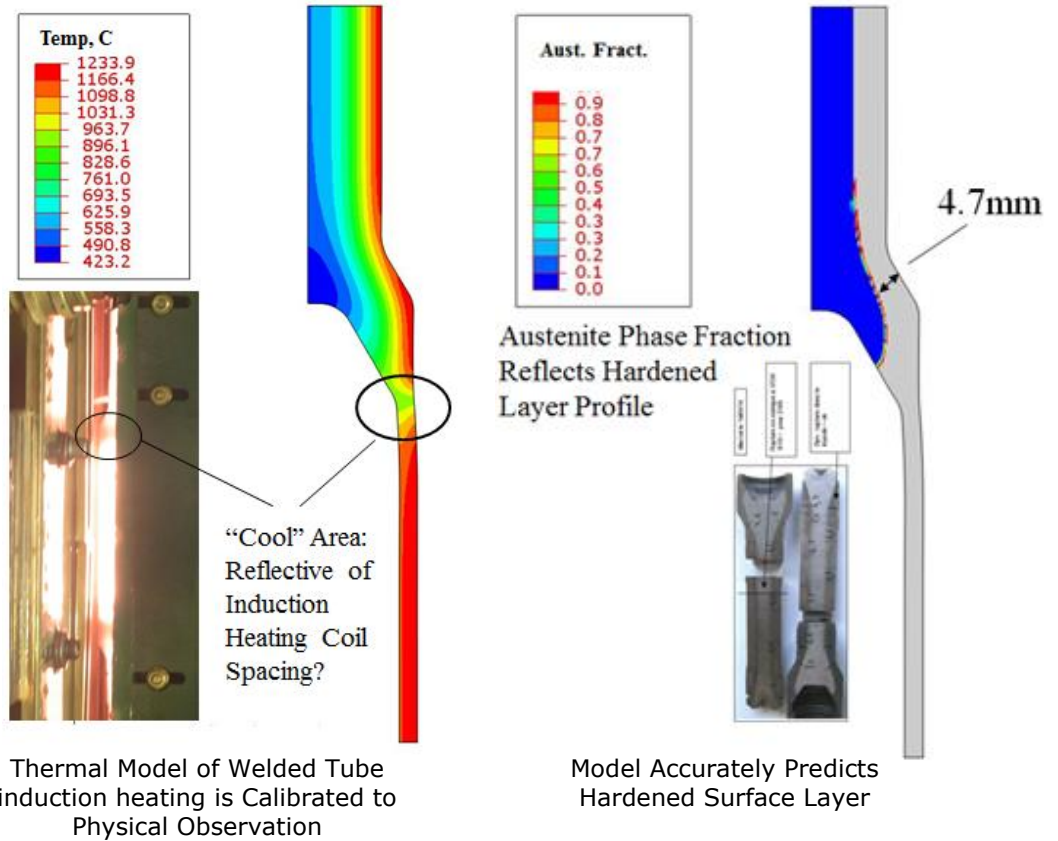 Temp, C
1233.9
1166.4
1098.8
1031.3
963.7
896.1
828.6
761.0
693.5
625.9
558.3
490.8
423.2
Aust. Fract.
0.9
0.8
0.7
0.7
0.6
0.5
0.4
0.3
0.3
0.2
0.1
0.0
4.7mm
Austenite Phase Fraction
Reflects Hardened
Layer Profile
“Cool” Area:
Reflective of
Induction
Heating Coil
Spacing?
Thermal Model of Welded Tube
induction heating is Calibrated to
Physical Observation
Model Accurately Predicts
Hardened Surface Layer